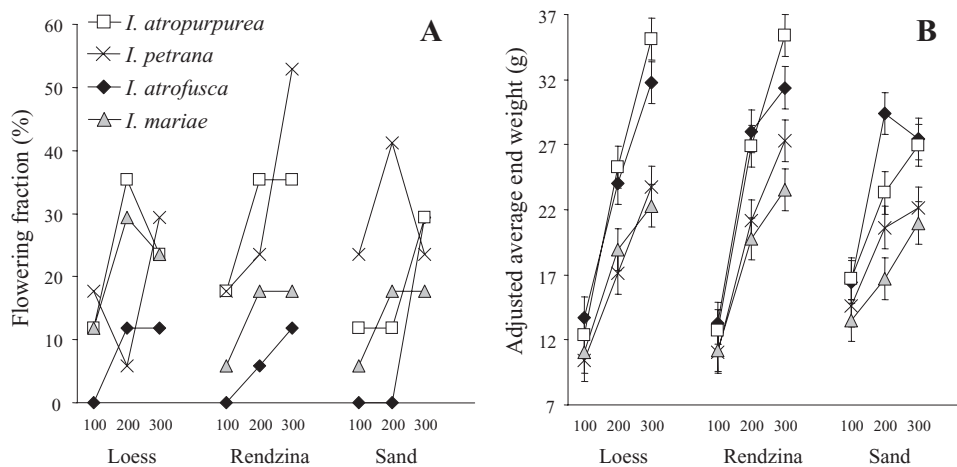 A
I. atropurpurea
I. petrana
I. atrofusca
I. mariae
Flowering fraction (%)
60
50
40
30
20
10
0
100 200 300 100 200 300 100 200 300
Loess Rendzina Sand
B
Adjusted average end weight (g)
37
32
27
22
17
12
7
100 200 300 100 200 300 100 200 300
Loess Rendzina Sand